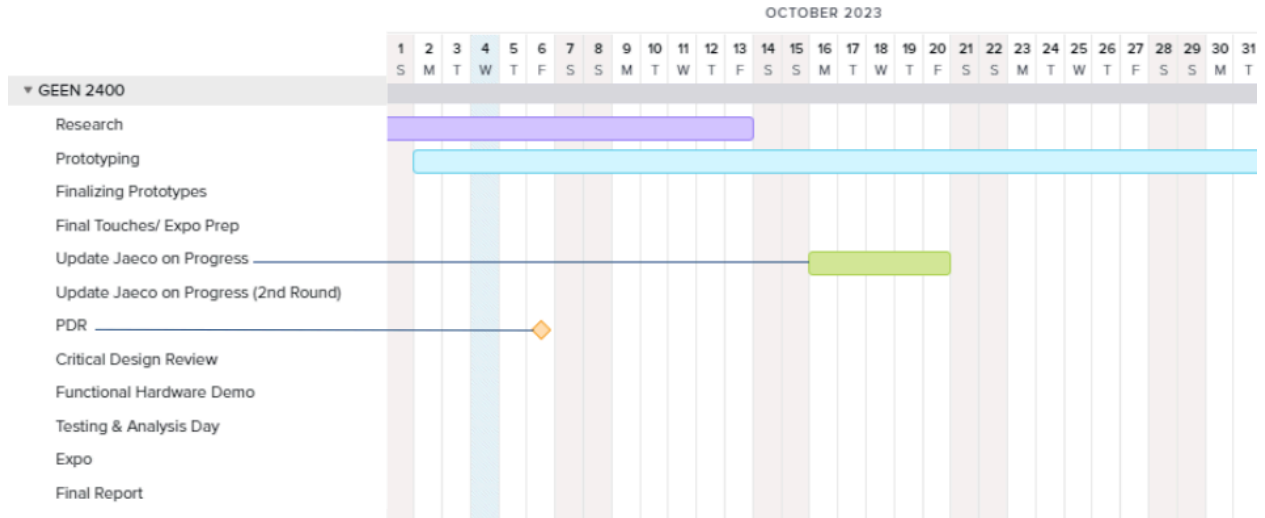 OCTOBER 2023
1 2 3 4 5 6 7 8 9 10 11 12 13 14 15 16 17 18 19 20 21 22 23 24 25 26 27 28 29 30 31
S M T W T F S S M T W T F S S M T W T F S S M T W T F S S M T
GEEN 2400
Research
Prototyping
Finalizing Prototypes
Final Touches/ Expo Prep
Update Jaeco on Progress
Update Jaeco on Progress (2nd Round)
PDR
Critical Design Review
Functional Hardware Demo
Testing & Analysis Day
Expo
Final Report